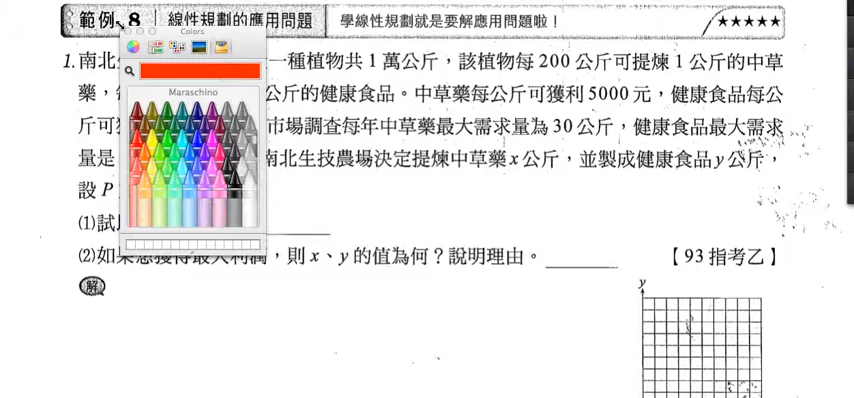 範例 8 線性規劃的應用問題 學線性規劃就是要解應用問題啦！ ★★★★★
Colors
1. 南北 一種植物共 1 萬公斤，該植物每 200 公斤可提煉 1 公斤的中草
Maraschino
藥， 公斤的健康食品。中草藥每公斤可獲利 5000 元，健康食品每公
斤可 市場調查每年中草藥最大需求量為 30 公斤，健康食品最大需求
量是 南北生技農場決定提煉中草藥 x 公斤，並製成健康食品 y 公斤，
設 P
(1)試
(2)如果想獲得最大利潤，則 x、y 的值為何？說明理由。 【93 指考乙】
解
y